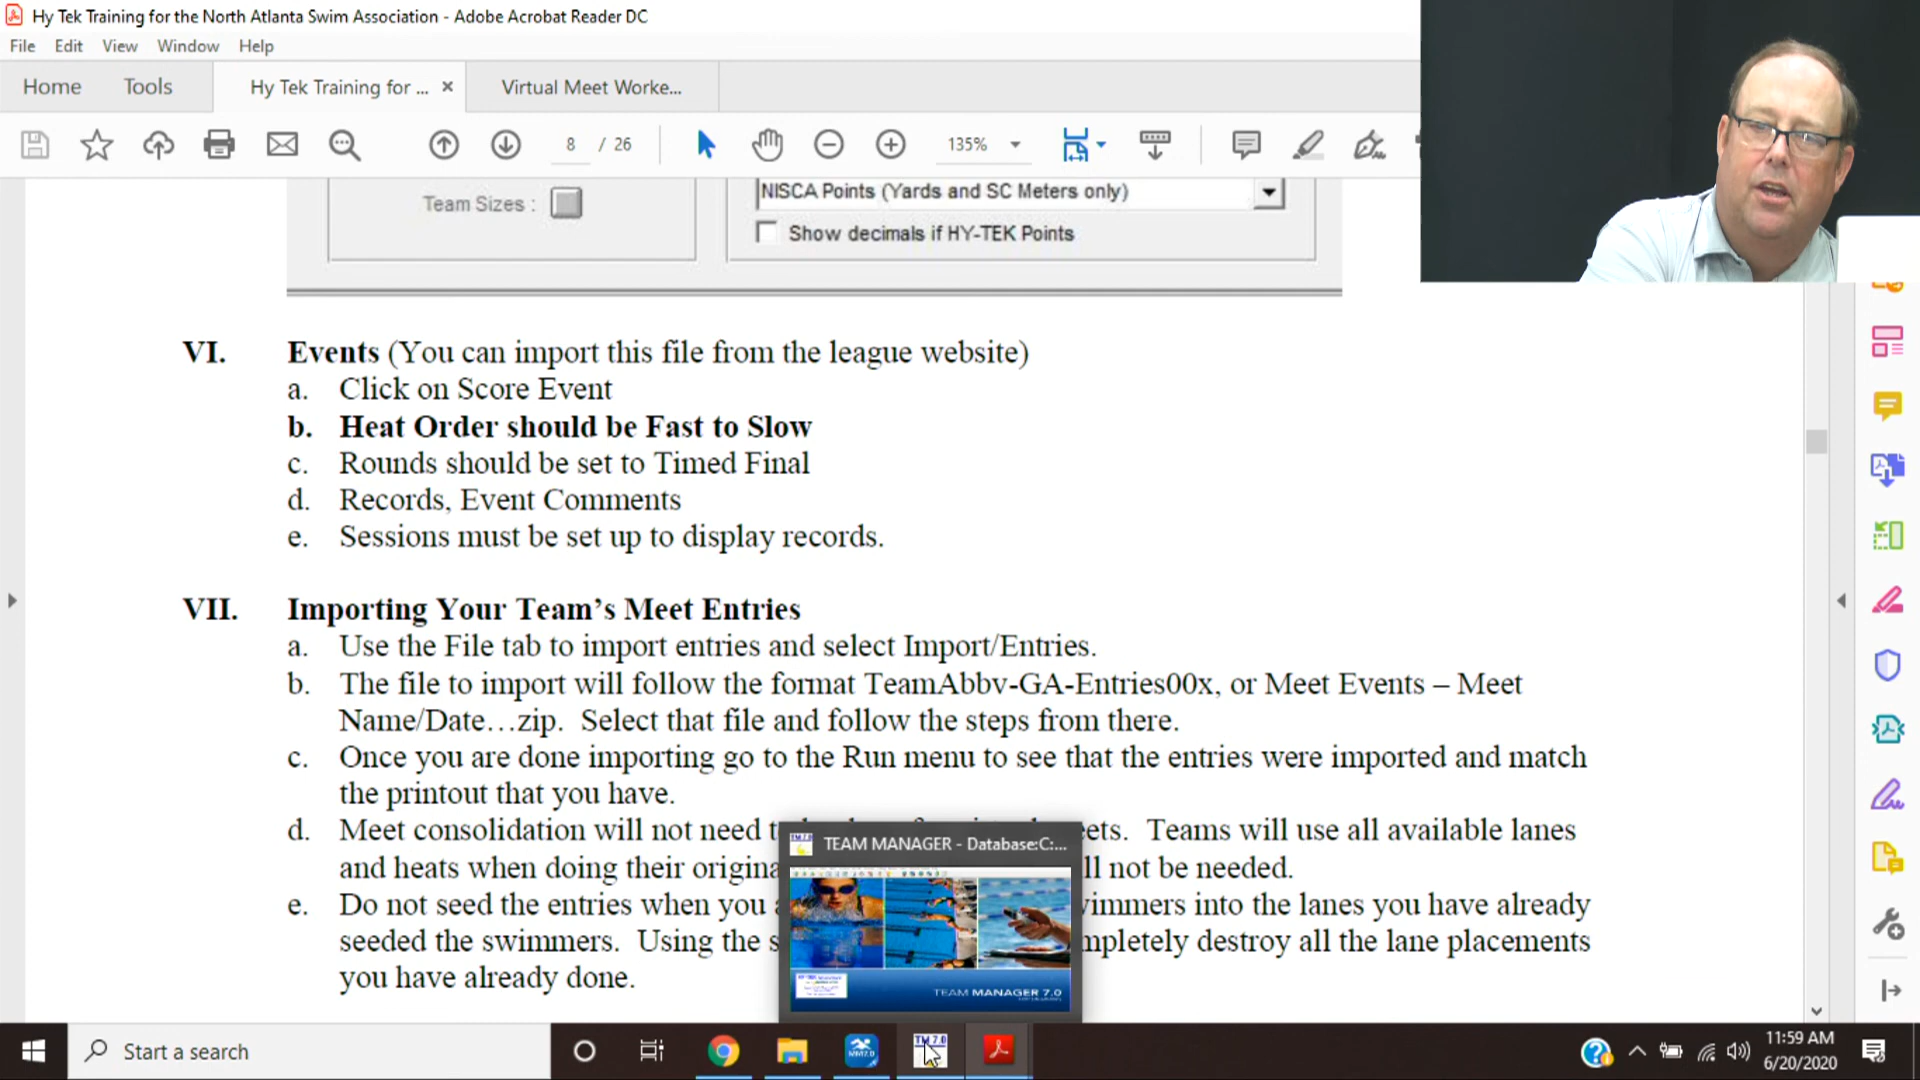 Hy Tek Training for the North Atlanta Swim Association - Adobe Acrobat Reader DC
File Edit View Window Help
Home Tools Hy Tek Training for ... × Virtual Meet Worke...
8 / 26 135%
Team Sizes : NISCA Points (Yards and SC Meters only)
Show decimals if HY-TEK Points
VI. Events (You can import this file from the league website)
a. Click on Score Event
b. Heat Order should be Fast to Slow
c. Rounds should be set to Timed Final
d. Records, Event Comments
e. Sessions must be set up to display records.
VII. Importing Your Team’s Meet Entries
a. Use the File tab to import entries and select Import/Entries.
b. The file to import will follow the format TeamAbbv-GA-Entries00x, or Meet Events – Meet
Name/Date…zip. Select that file and follow the steps from there.
c. Once you are done importing go to the Run menu to see that the entries were imported and match
the printout that you have.
d. Meet consolidation will not need ets. Teams will use all available lanes
and heats when doing their origina ll not be needed.
e. Do not seed the entries when you immers into the lanes you have already
seeded the swimmers. Using the s mpletely destroy all the lane placements
you have already done.
TM 7.0 TEAM MANAGER - Database:C:...
TEAM MANAGER 7.0
Start a search
MM7.0
TM 7.0
11:59 AM
6/20/2020